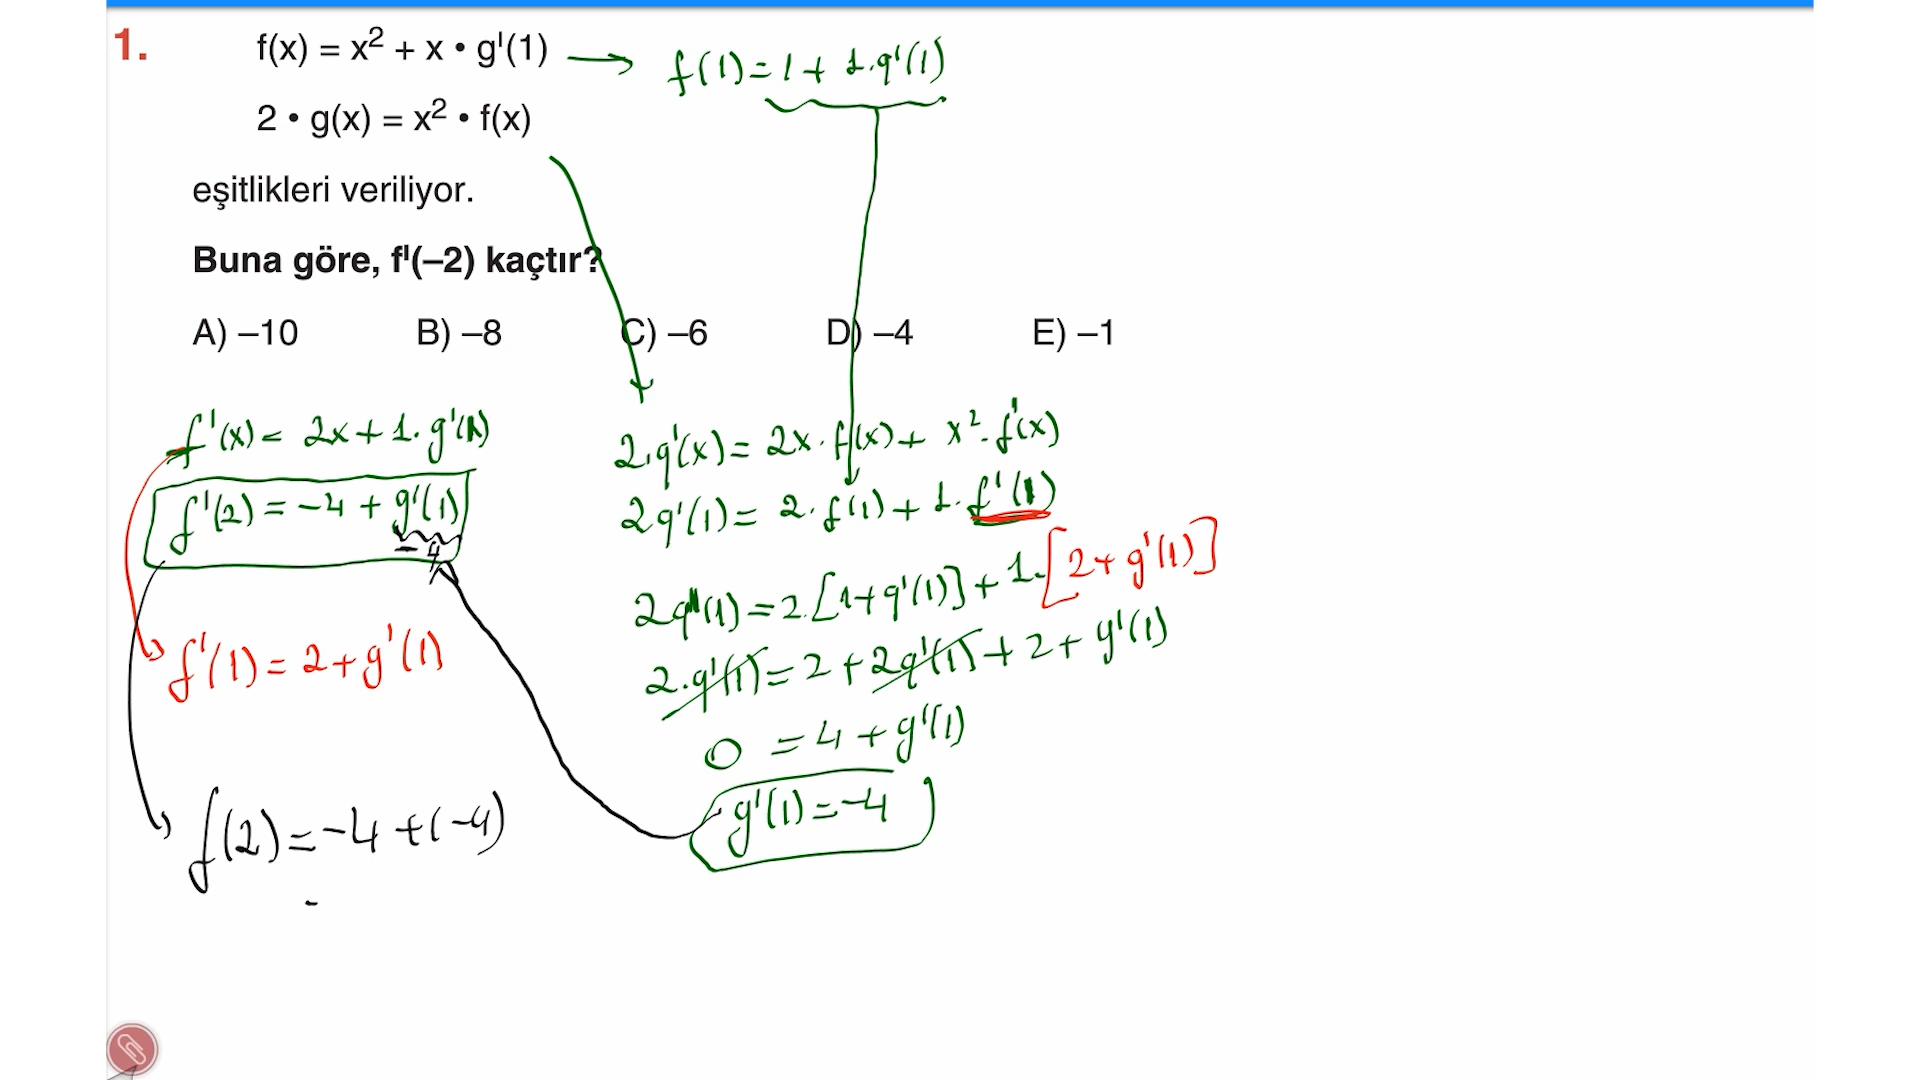 1.
f(x) = x² + x • g'(1) → f(1) = 1 + 1.g'(1)
2 • g(x) = x² • f(x)
eşitlikleri veriliyor.
Buna göre, f'(–2) kaçtır?
A) –10 B) –8 C) –6 D) –4 E) –1
f'(x) = 2x + 1. g'(1)
f'(2) = -4 + g'(1)
-4
f'(1) = 2 + g'(1)
f(2) = -4 + (-4)
-
2.g'(x) = 2x. f(x) + x². f'(x)
2g'(1) = 2. f(1) + 1. f'(1)
2g'(1) = 2.[1+g'(1)] + 1.[2+g'(1)]
2.g'(1) = 2 + 2g'(1) + 2 + g'(1)
0 = 4 + g'(1)
g'(1) = -4